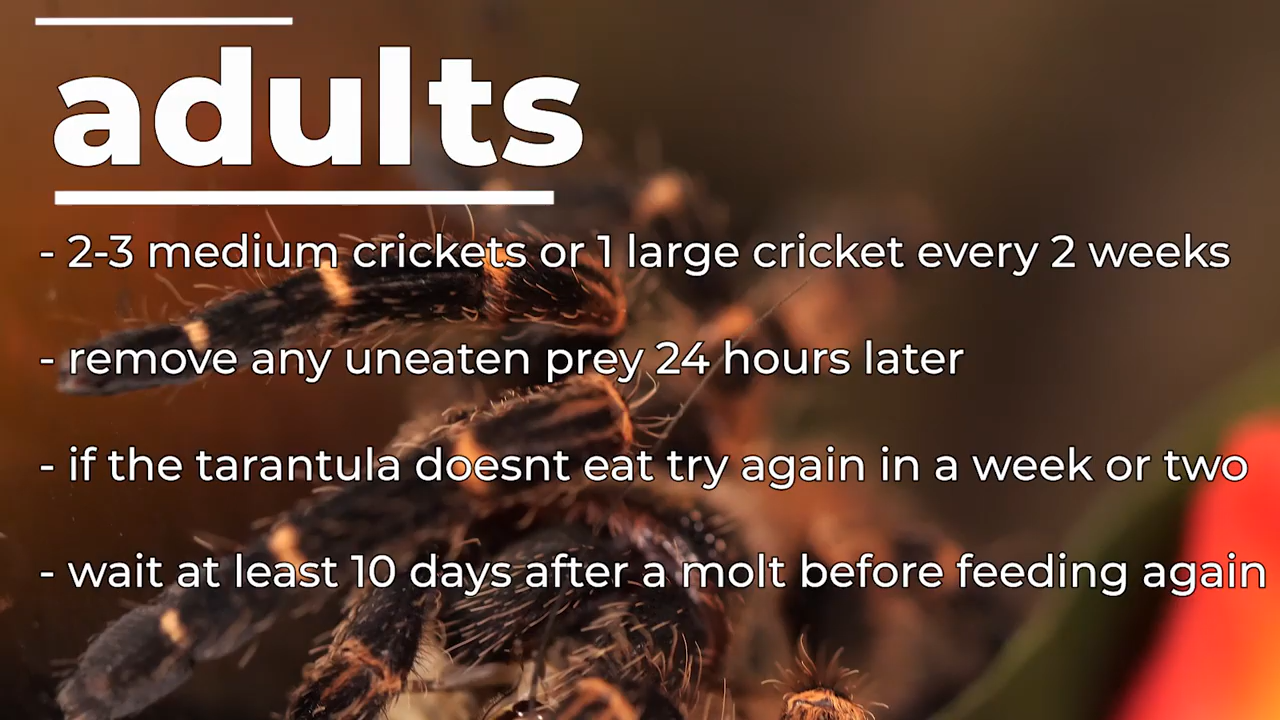 adults
- 2-3 medium crickets or 1 large cricket every 2 weeks
- remove any uneaten prey 24 hours later
- if the tarantula doesnt eat try again in a week or two
- wait at least 10 days after a molt before feeding again